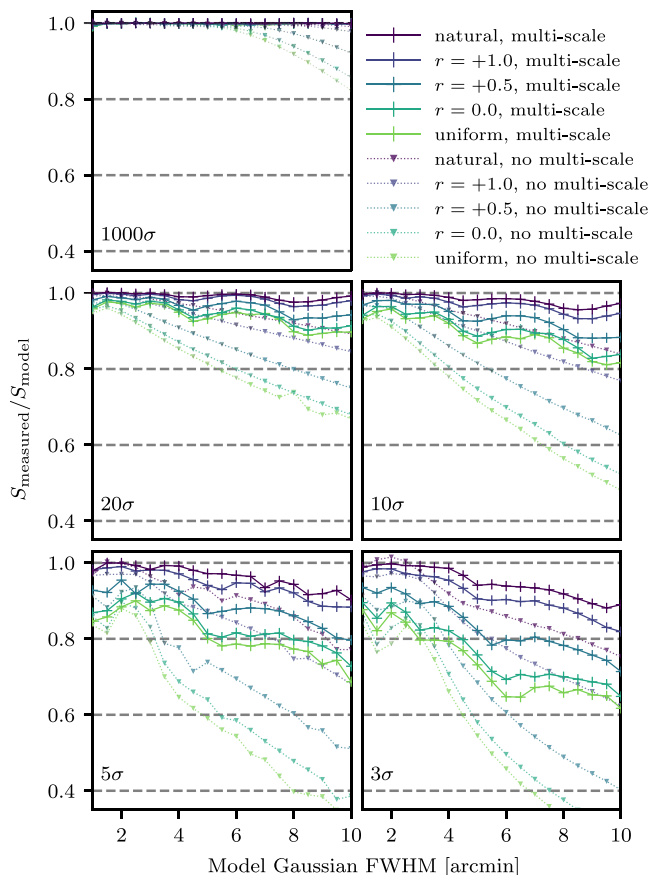 1.0
0.8
0.6
0.4
1000σ
natural, multi-scale
r = +1.0, multi-scale
r = +0.5, multi-scale
r = 0.0, multi-scale
uniform, multi-scale
natural, no multi-scale
r = +1.0, no multi-scale
r = +0.5, no multi-scale
r = 0.0, no multi-scale
uniform, no multi-scale
S_measured/S_model
1.0
0.8
0.6
0.4
20σ
10σ
1.0
0.8
0.6
0.4
5σ
3σ
2 4 6 8 10
2 4 6 8 10
Model Gaussian FWHM [arcmin]